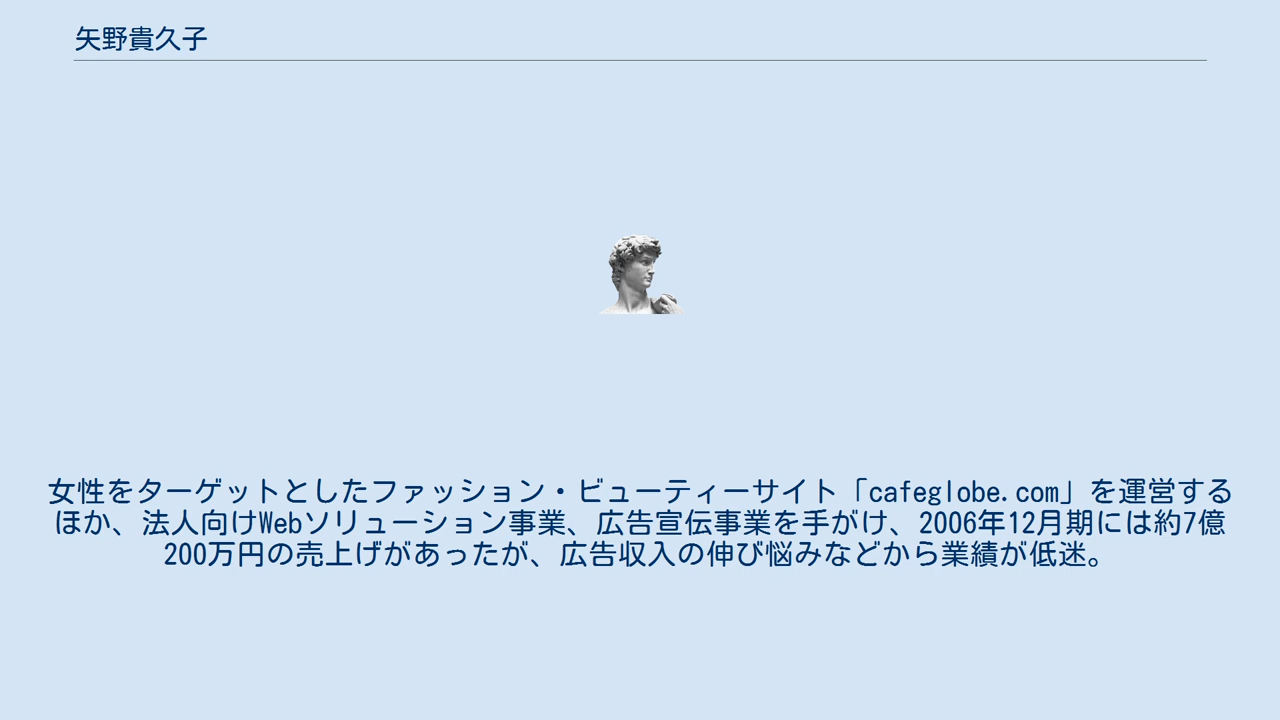 矢野貴久子
女性をターゲットとしたファッション・ビューティーサイト「cafeglobe.com」を運営する
ほか、法人向けWebソリューション事業、広告宣伝事業を手がけ、2006年12月期には約7億
200万円の売上げがあったが、広告収入の伸び悩みなどから業績が低迷。